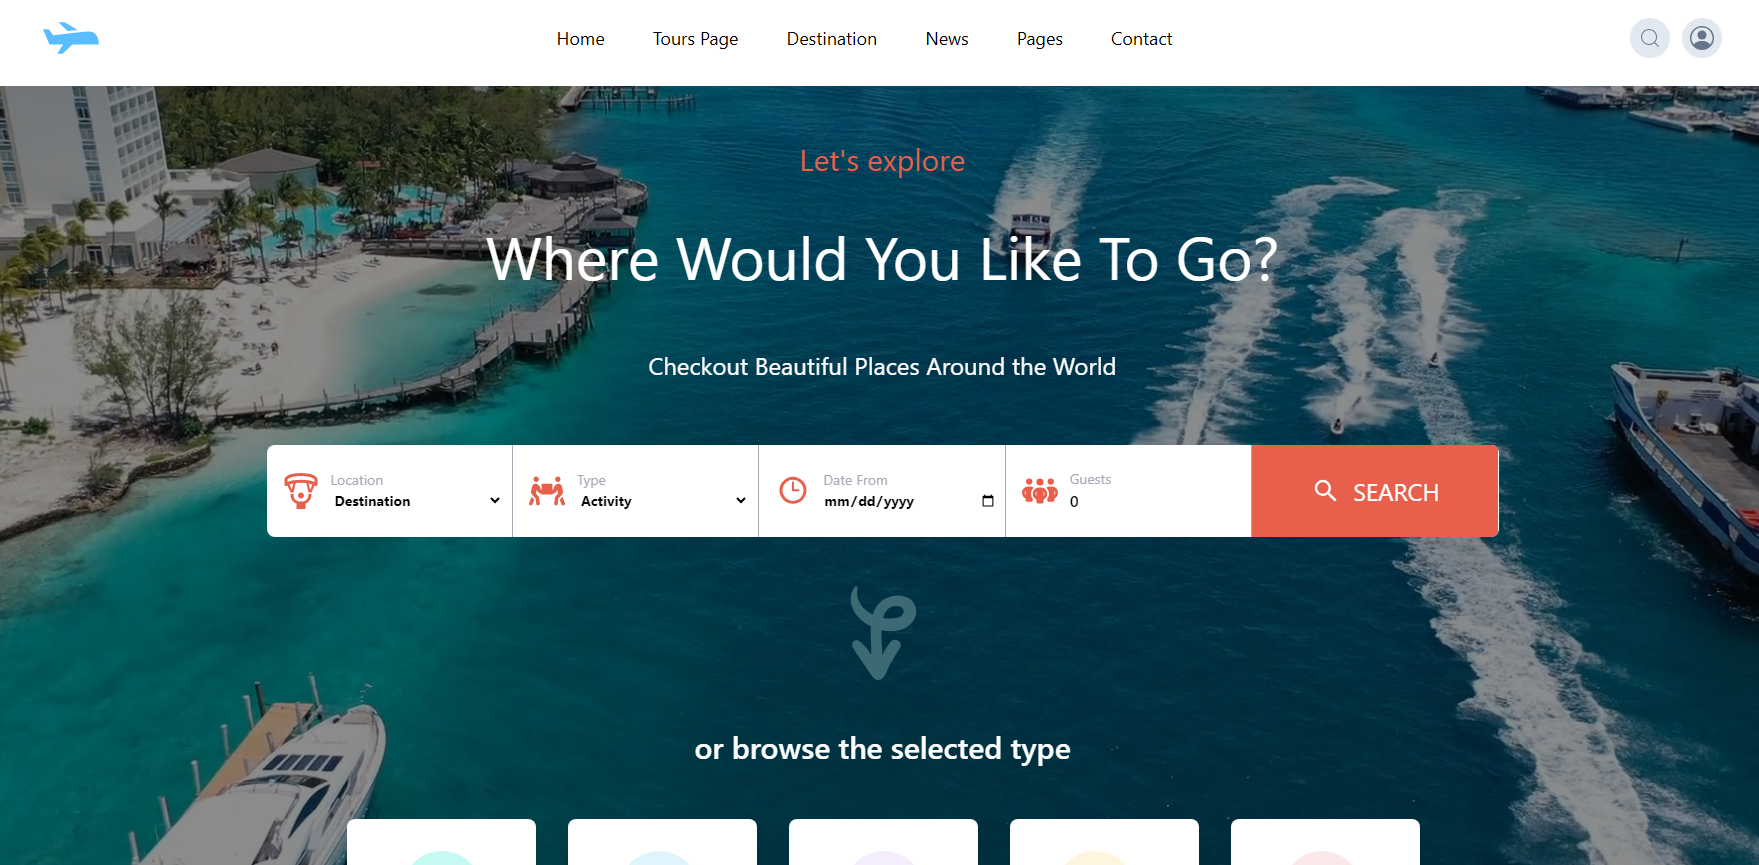 Home Tours Page Destination News Pages Contact
Let's explore
Where Would You Like To Go?
Checkout Beautiful Places Around the World
Location Type Date From Guests
Destination Activity mm/dd/yyyy 0 SEARCH
or browse the selected type